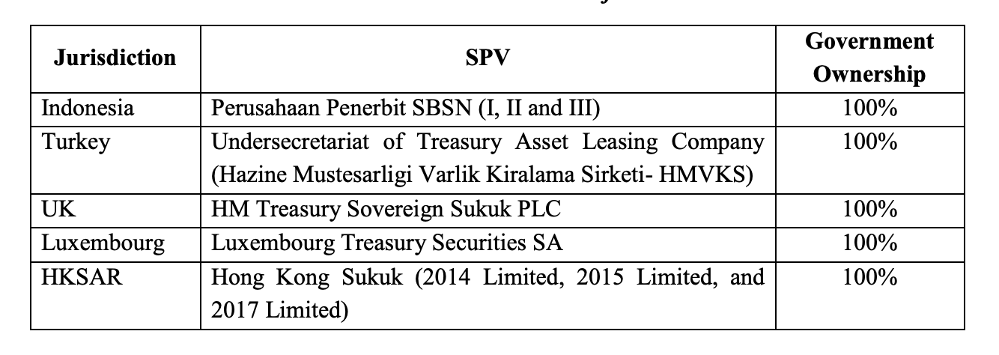 Jurisdiction SPV Government Ownership
Indonesia Perusahaan Penerbit SBSN (I, II and III) 100%
Turkey Undersecretariat of Treasury Asset Leasing Company 100%
(Hazine Mustesarligi Varlik Kiralama Sirketi- HMVKS)
UK HM Treasury Sovereign Sukuk PLC 100%
Luxembourg Luxembourg Treasury Securities SA 100%
HKSAR Hong Kong Sukuk (2014 Limited, 2015 Limited, and 100%
2017 Limited)